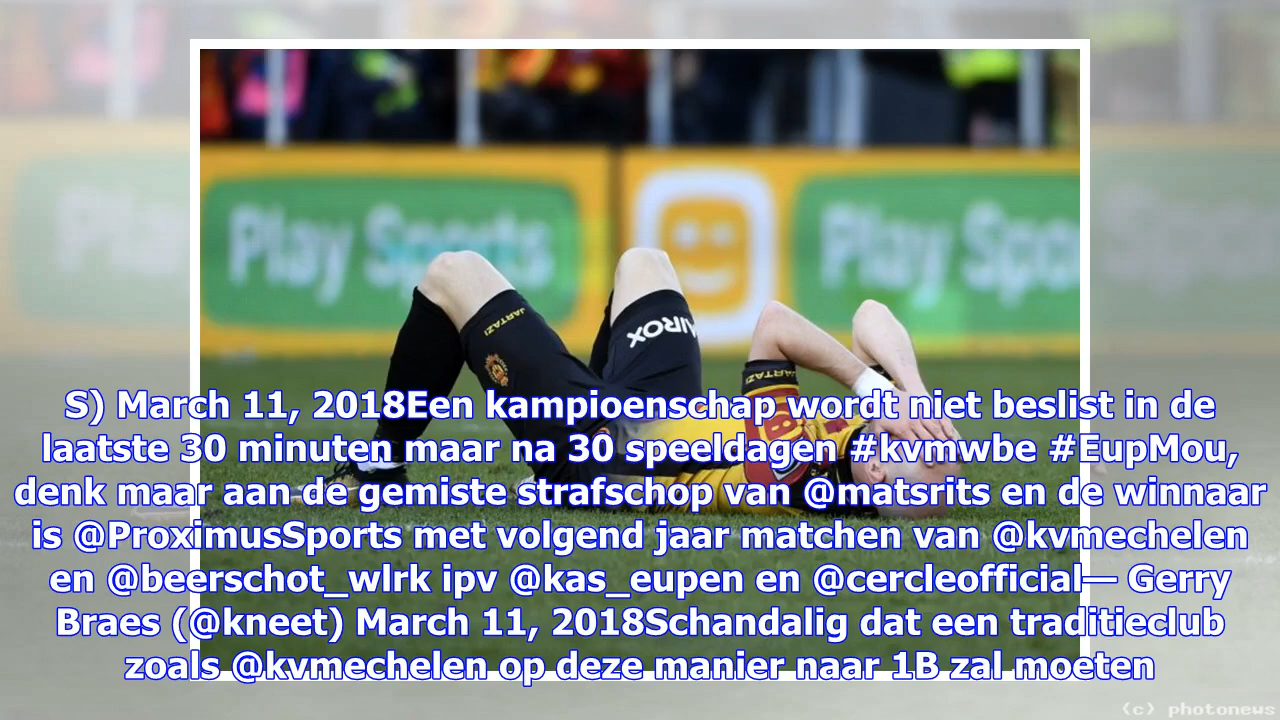 Play Sports
Play Spo
JARTAZI
AIROX
JARTAZI
S) March 11, 2018Een kampioenschap wordt niet beslist in de
laatste 30 minuten maar na 30 speeldagen #kvmwbe #EupMou,
denk maar aan de gemiste strafschop van @matsrits en de winnaar
is @ProximusSports met volgend jaar matchen van @kvmechelen
en @beerschot_wlrk ipv @kas_eupen en @cercleofficial— Gerry
Braes (@kneet) March 11, 2018Schandalig dat een traditieclub
zoals @kvmechelen op deze manier naar 1B zal moeten
(c) photonews